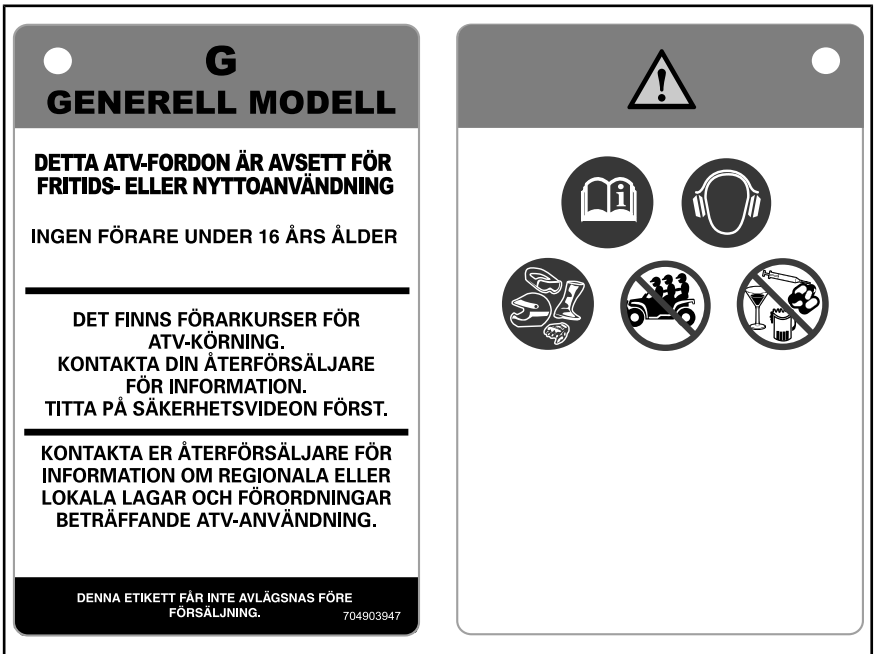 G
GENERELL MODELL
DETTA ATV-FORDON ÄR AVSETT FÖR
FRITIDS- ELLER NYTTOANVÄNDNING
INGEN FÖRARE UNDER 16 ÅRS ÅLDER
DET FINNS FÖRARKURSER FÖR
ATV-KÖRNING.
KONTAKTA DIN ÅTERFÖRSÄLJARE
FÖR INFORMATION.
TITTA PÅ SÄKERHETSVIDEON FÖRST.
KONTAKTA ER ÅTERFÖRSÄLJARE FÖR
INFORMATION OM REGIONALA ELLER
LOKALA LAGAR OCH FÖRORDNINGAR
BETRÄFFANDE ATV-ANVÄNDNING.
DENNA ETIKETT FÅR INTE AVLÄGSNAS FÖRE
FÖRSÄLJNING.
704903947
!
i